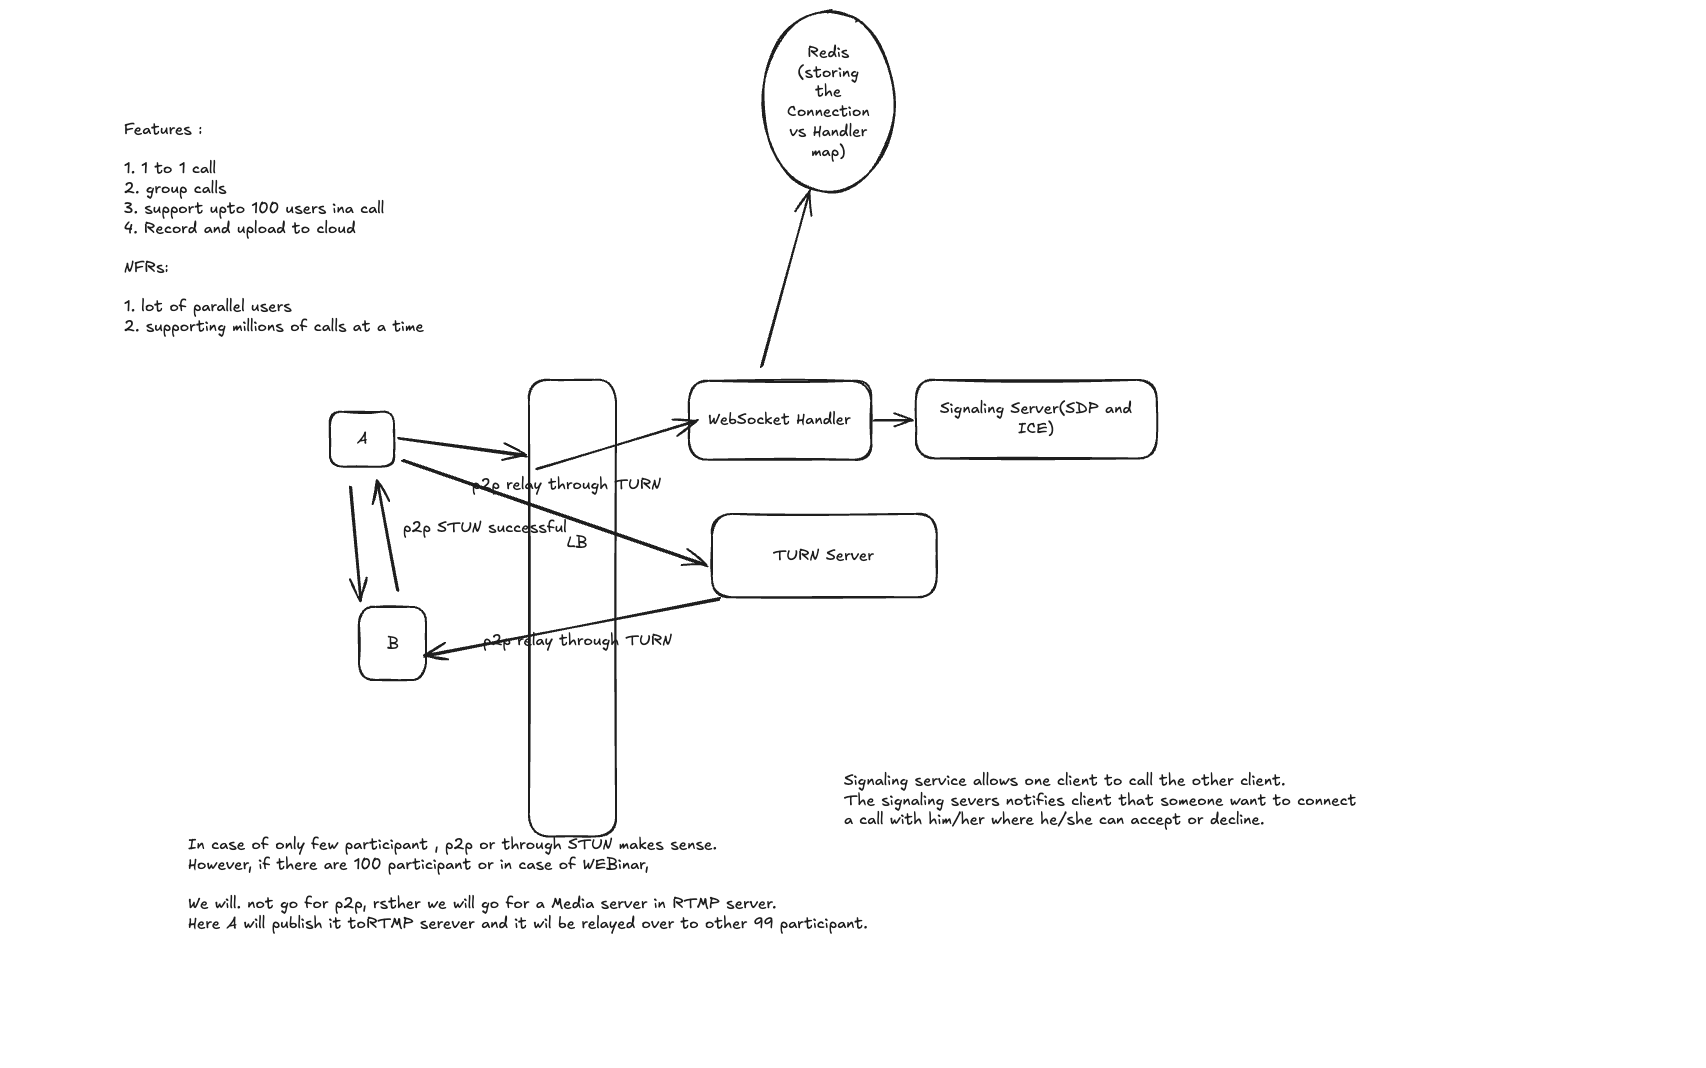 Redis
(storing
the
Connection
vs Handler
map)
Features :
1. 1 to 1 call
2. group calls
3. support upto 100 users ina call
4. Record and upload to cloud
NFRs:
1. lot of parallel users
2. supporting millions of calls at a time
A
WebSocket Handler
Signaling Server(SDP and
ICE)
p2p relay through TURN
p2p STUN successful
LB
TURN Server
B
p2p relay through TURN
Signaling service allows one client to call the other client.
The signaling severs notifies client that someone want to connect
a call with him/her where he/she can accept or decline.
In case of only few participant , p2p or through STUN makes sense.
However, if there are 100 participant or in case of WEBinar,
We will. not go for p2p, rsther we will go for a Media server in RTMP server.
Here A will publish it toRTMP serever and it wil be relayed over to other 99 participant.